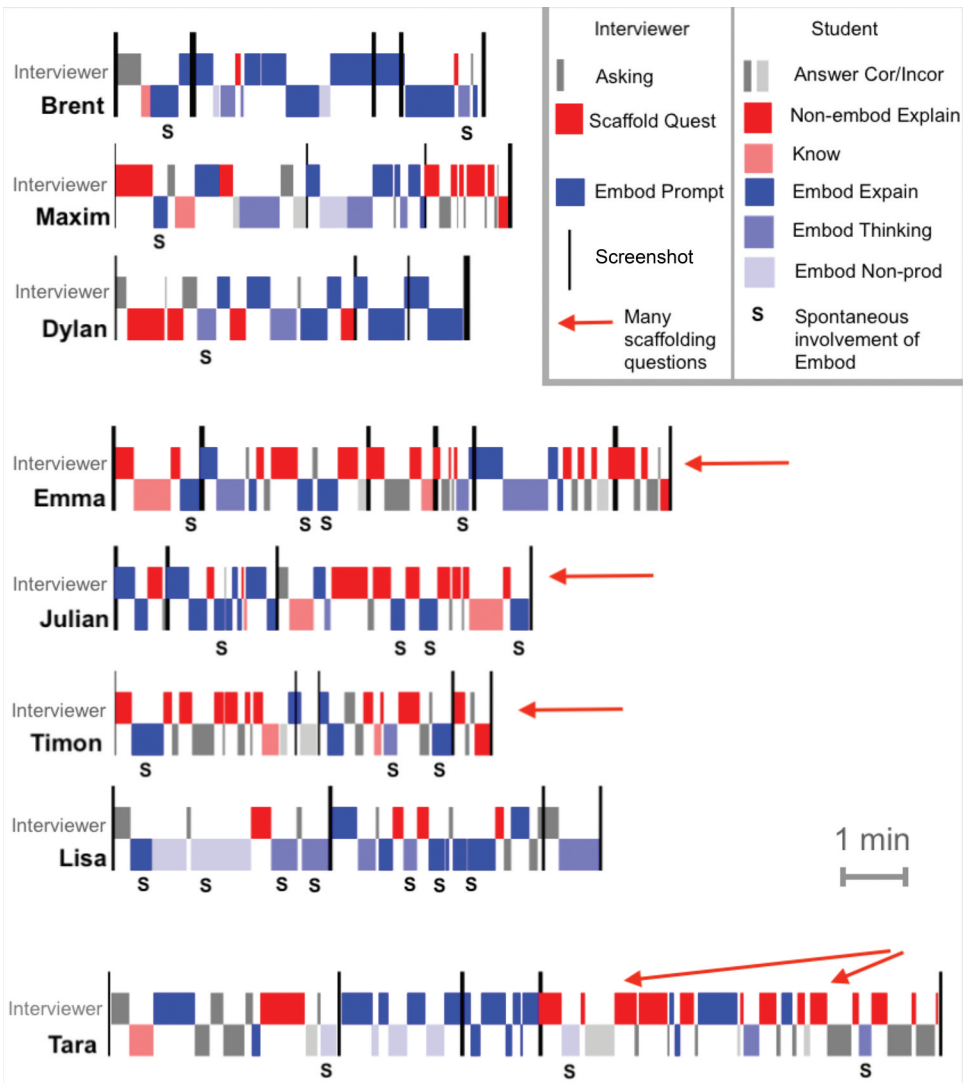 Interviewer
Brent
S S
Interviewer
Maxim
S
Interviewer
Dylan
S
Interviewer
Asking
Scaffold Quest
Embod Prompt
Screenshot
Many
scaffolding
questions
Student
Answer Cor/Incor
Non-embod Explain
Know
Embod Expain
Embod Thinking
Embod Non-prod
S Spontaneous
involvement of
Embod
Interviewer
Emma
S S S S
Interviewer
Julian
S S S S
Interviewer
Timon
S S S
Interviewer
Lisa
S S S S S S S
1 min
Interviewer
Tara
S S S